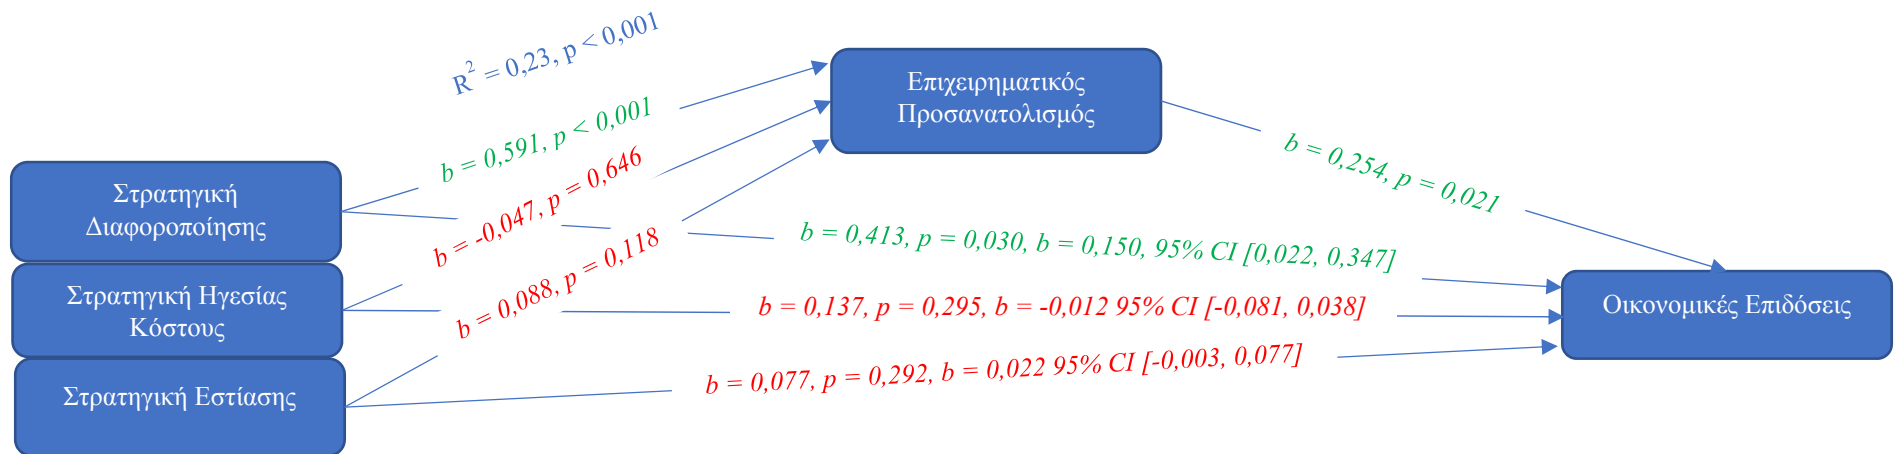 R² = 0,23, p < 0,001
Επιχειρηματικός
Προσανατολισμός
b = 0,591, p < 0,001
b = 0,254, p = 0,021
Στρατηγική
Διαφοροποίησης
b = -0,047, p = 0,646
b = 0,413, p = 0,030, b = 0,150, 95% CI [0,022, 0,347]
Στρατηγική Ηγεσίας
Κόστους
b = 0,088, p = 0,118
b = 0,137, p = 0,295, b = -0,012 95% CI [-0,081, 0,038]
Οικονομικές Επιδόσεις
Στρατηγική Εστίασης
b = 0,077, p = 0,292, b = 0,022 95% CI [-0,003, 0,077]